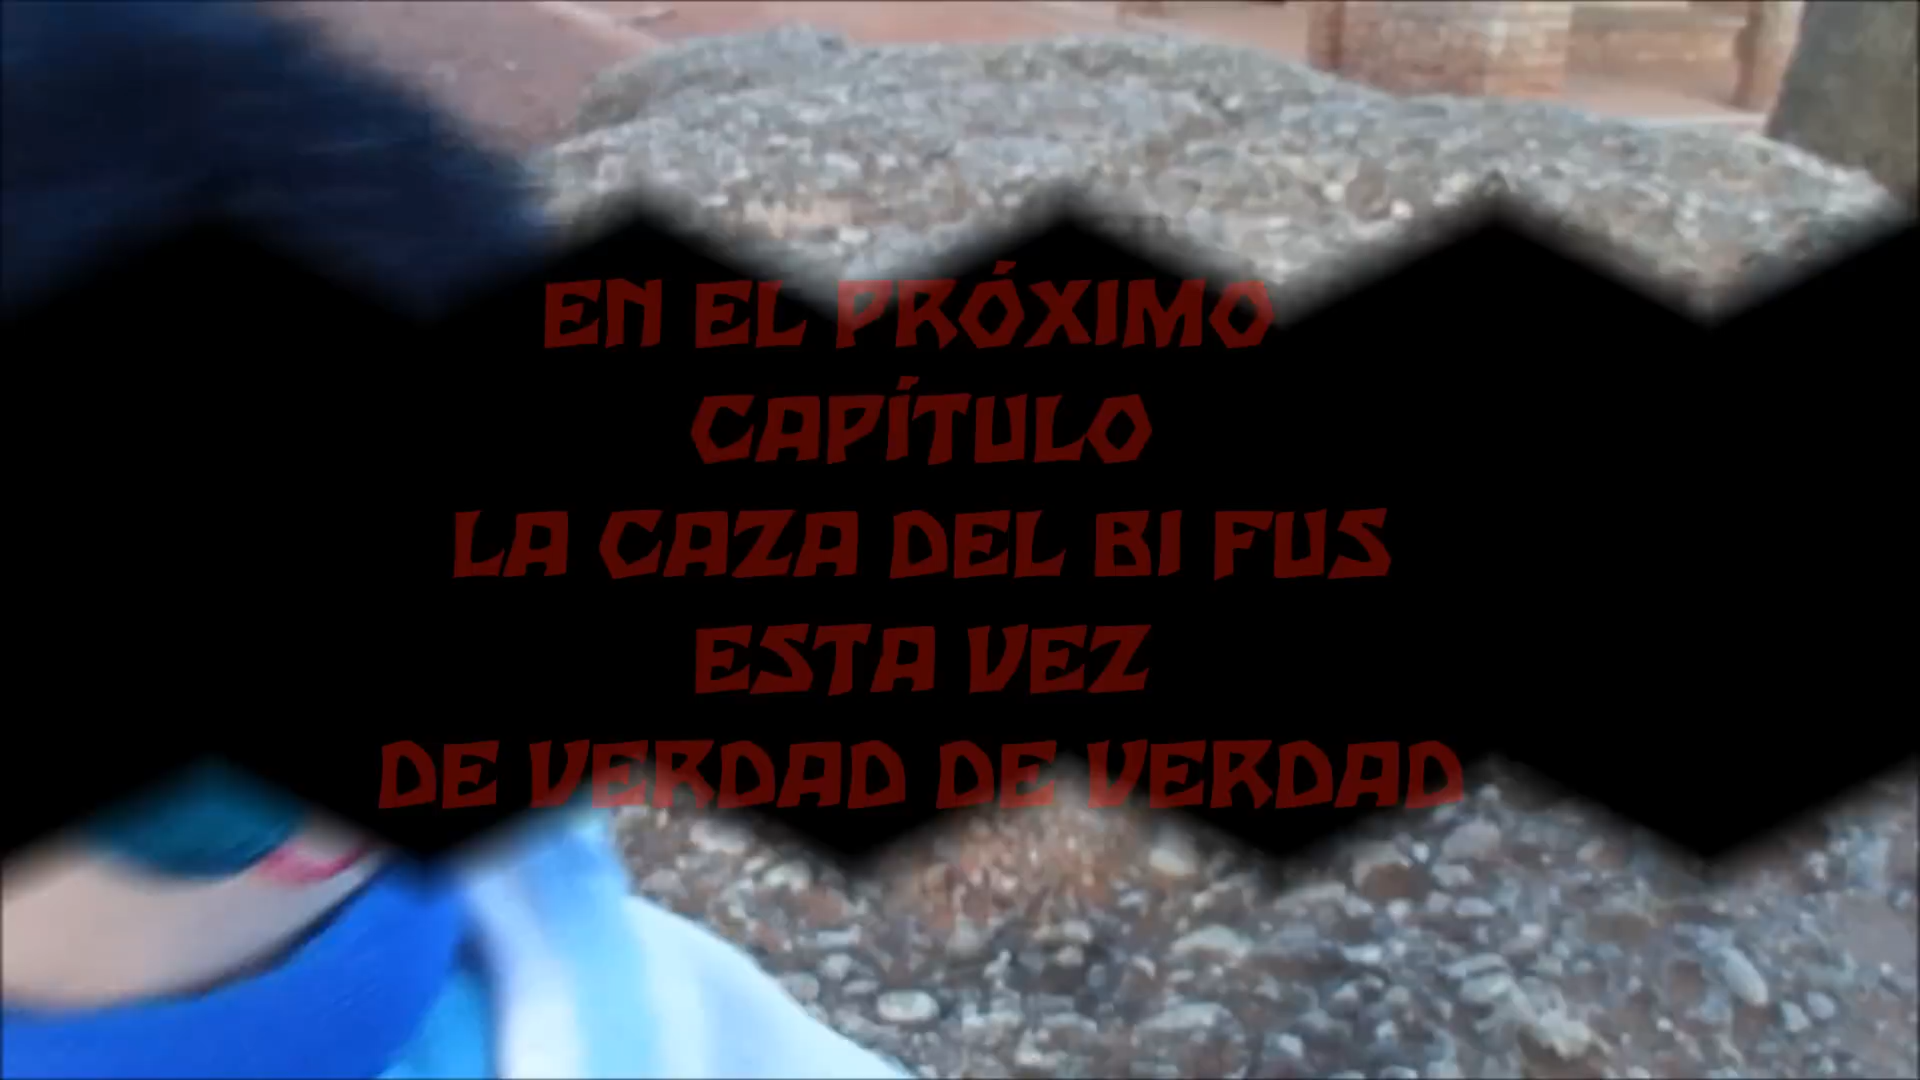 EN EL PRÓXIMO
CAPÍTULO
LA CAZA DEL BI FUS
ESTA VEZ
DE VERDAD DE VERDAD